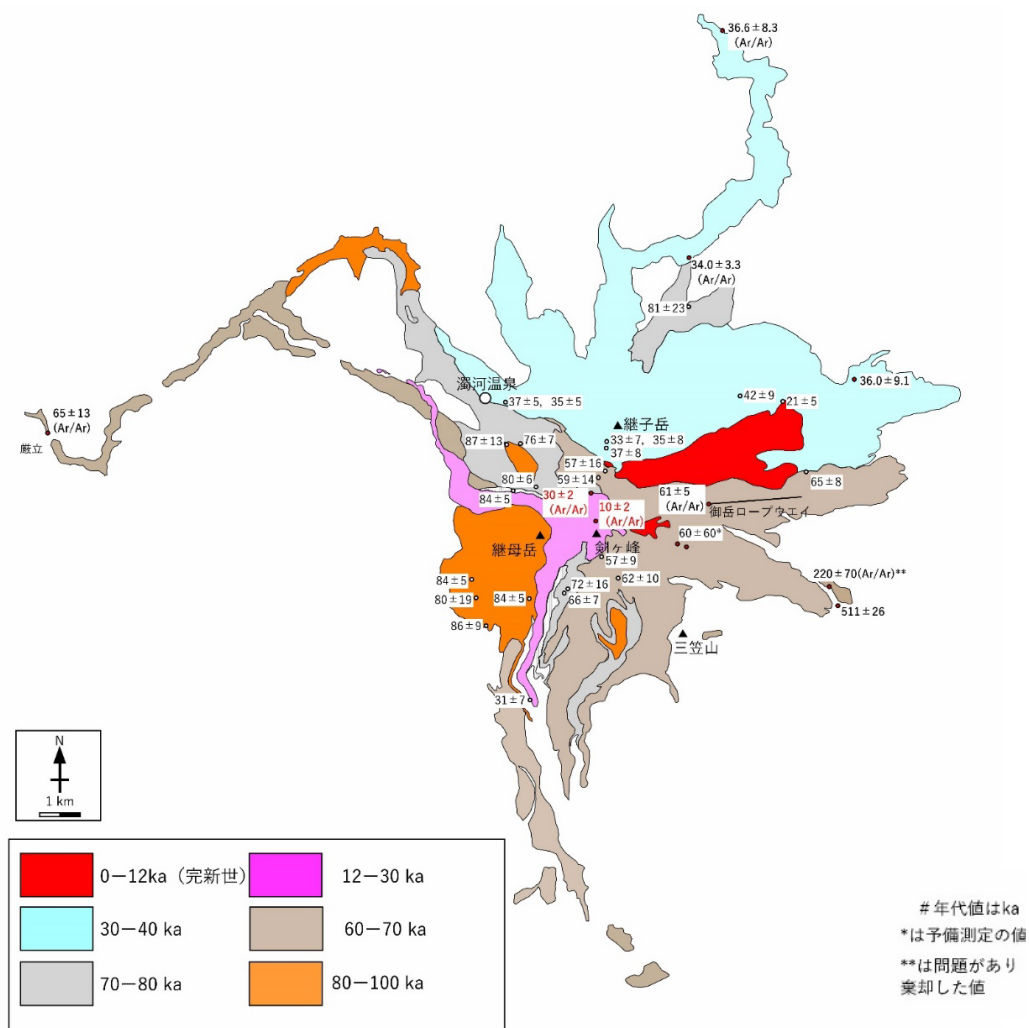 36.6±8.3
(Ar/Ar)
34.0±3.3
(Ar/Ar)
81±23
濁河温泉
37±5, 35±5
36.0±9.1
42±9
21±5
65±13
(Ar/Ar)
厳立
▲継子岳
33±7, 35±8
37±8
87±13
76±7
57±16
59±14
80±6
84±5
30±2
(Ar/Ar)
61±5
(Ar/Ar)
65±8
御岳ロープウエイ
10±2
(Ar/Ar)
継母岳
剣ヶ峰
60±60*
57±9
84±5
80±19
84±5
72±16
66±7
62±10
220±70(Ar/Ar)**
511±26
86±9
三笠山
31±7
N
1 km
0－12ka（完新世）
12－30 ka
30－40 ka
60－70 ka
70－80 ka
80－100 ka
#年代値はka
*は予備測定の値
**は問題があり
棄却した値